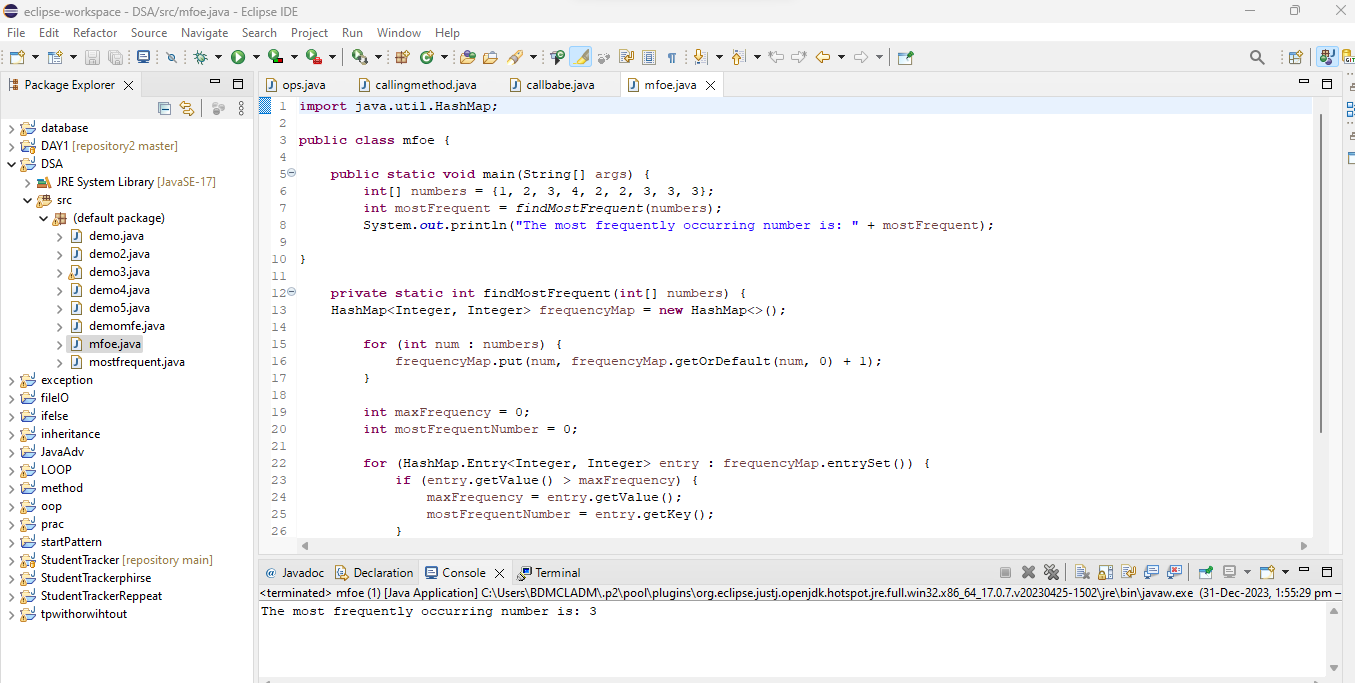 eclipse-workspace - DSA/src/mfoe.java - Eclipse IDE
File Edit Refactor Source Navigate Search Project Run Window Help
Package Explorer
database
DAY1 [repository2 master]
DSA
JRE System Library [JavaSE-17]
src
(default package)
demo.java
demo2.java
demo3.java
demo4.java
demo5.java
demomfe.java
mfoe.java
mostfrequent.java
exception
fileIO
ifelse
inheritance
JavaAdv
LOOP
method
oop
prac
startPattern
StudentTracker [repository main]
StudentTrackerphirse
StudentTrackerReppeat
tpwithorwihtout
ops.java callingmethod.java callbabe.java mfoe.java
1 import java.util.HashMap;
2
3 public class mfoe {
4
5 public static void main(String[] args) {
6 int[] numbers = {1, 2, 3, 4, 2, 2, 3, 3, 3};
7 int mostFrequent = findMostFrequent(numbers);
8 System.out.println("The most frequently occurring number is: " + mostFrequent);
9
10 }
11
12 private static int findMostFrequent(int[] numbers) {
13 HashMap<Integer, Integer> frequencyMap = new HashMap<>();
14
15 for (int num : numbers) {
16 frequencyMap.put(num, frequencyMap.getOrDefault(num, 0) + 1);
17 }
18
19 int maxFrequency = 0;
20 int mostFrequentNumber = 0;
21
22 for (HashMap.Entry<Integer, Integer> entry : frequencyMap.entrySet()) {
23 if (entry.getValue() > maxFrequency) {
24 maxFrequency = entry.getValue();
25 mostFrequentNumber = entry.getKey();
26 }
@ Javadoc Declaration Console Terminal
<terminated> mfoe (1) [Java Application] C:\Users\BDMCLADM\.p2\pool\plugins\org.eclipse.justj.openjdk.hotspot.jre.full.win32.x86_64_17.0.7.v20230425-1502\jre\bin\javaw.exe (31-Dec-2023, 1:55:29 pm –
The most frequently occurring number is: 3